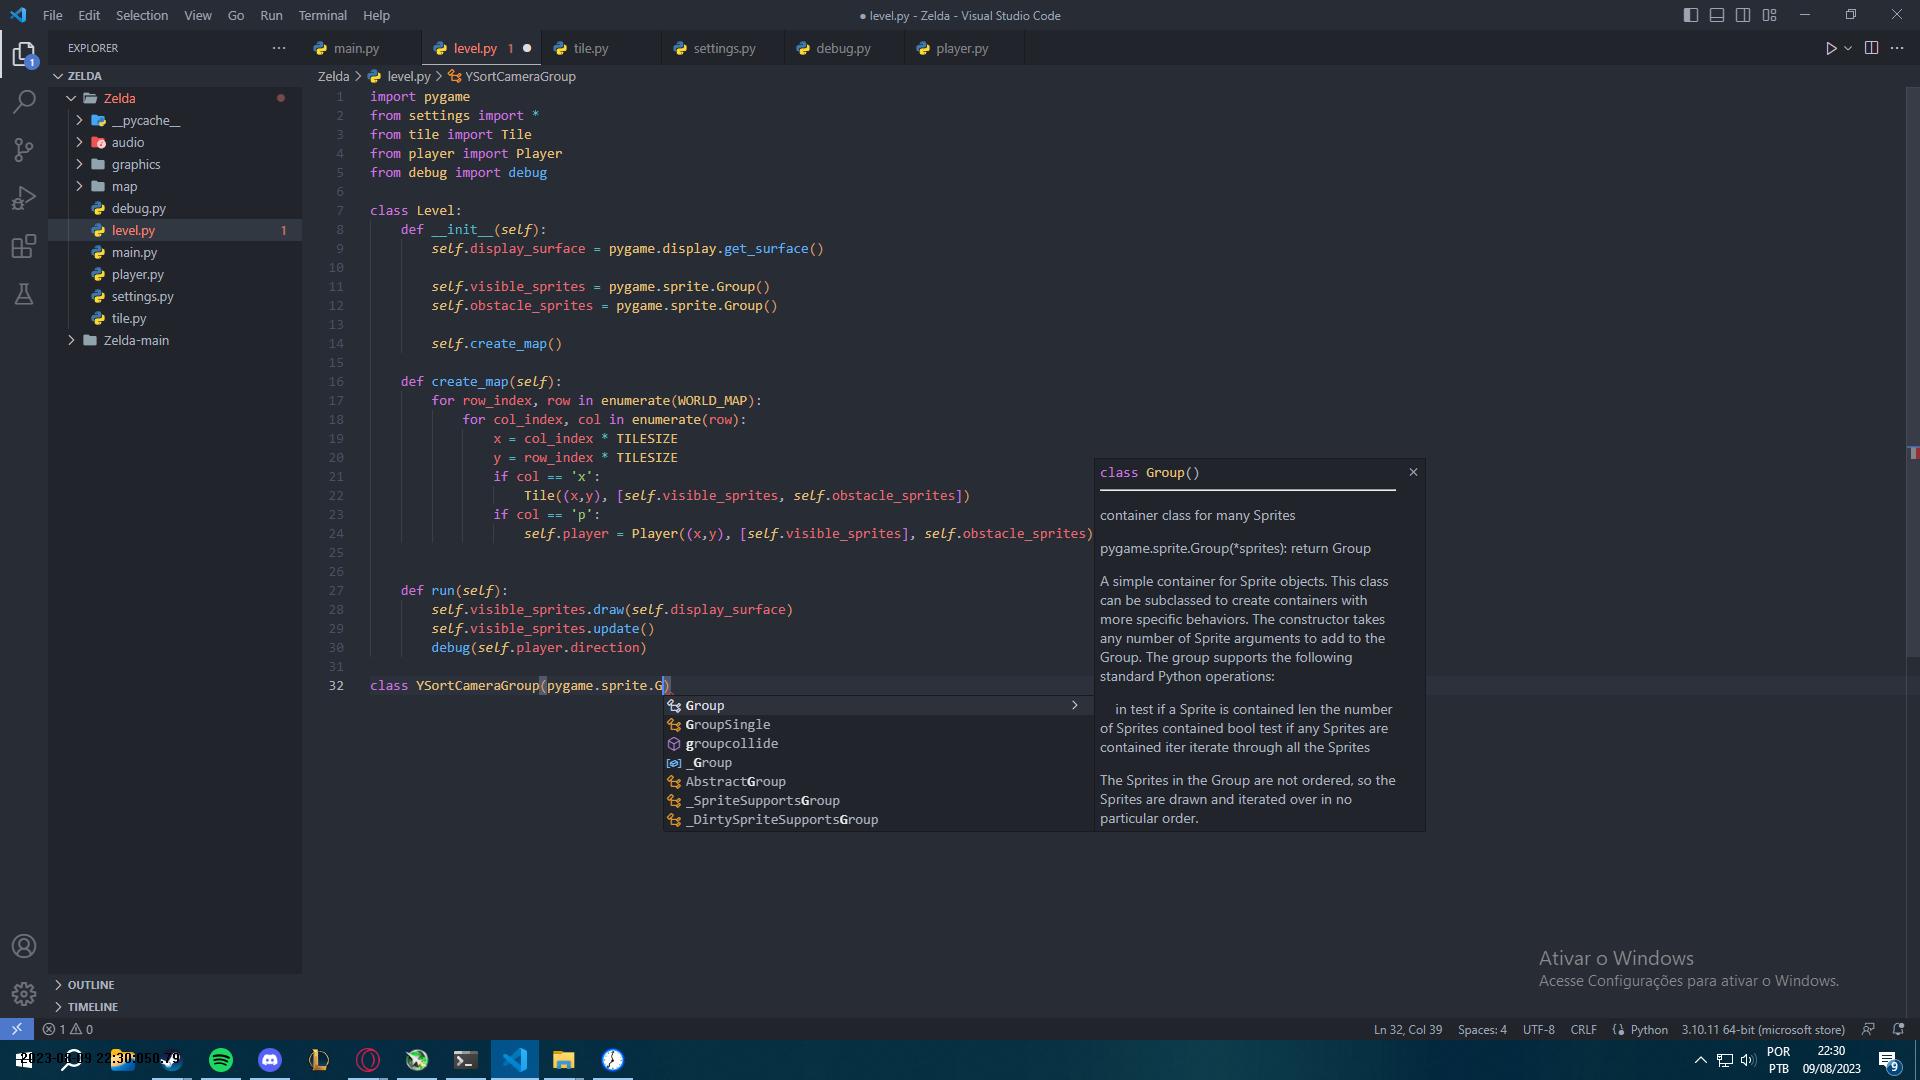 File Edit Selection View Go Run Terminal Help
● level.py - Zelda - Visual Studio Code
EXPLORER
main.py
level.py 1
tile.py
settings.py
debug.py
player.py
ZELDA
Zelda
__pycache__
audio
graphics
map
debug.py
level.py 1
main.py
player.py
settings.py
tile.py
Zelda-main
OUTLINE
TIMELINE
Zelda > level.py > YSortCameraGroup
1 import pygame
2 from settings import *
3 from tile import Tile
4 from player import Player
5 from debug import debug
6
7 class Level:
8 def __init__(self):
9 self.display_surface = pygame.display.get_surface()
10
11 self.visible_sprites = pygame.sprite.Group()
12 self.obstacle_sprites = pygame.sprite.Group()
13
14 self.create_map()
15
16 def create_map(self):
17 for row_index, row in enumerate(WORLD_MAP):
18 for col_index, col in enumerate(row):
19 x = col_index * TILESIZE
20 y = row_index * TILESIZE
21 if col == 'x':
22 Tile((x,y), [self.visible_sprites, self.obstacle_sprites])
23 if col == 'p':
24 self.player = Player((x,y), [self.visible_sprites], self.obstacle_sprites)
25
26
27 def run(self):
28 self.visible_sprites.draw(self.display_surface)
29 self.visible_sprites.update()
30 debug(self.player.direction)
31
32 class YSortCameraGroup(pygame.sprite.G)
Group
GroupSingle
groupcollide
_Group
AbstractGroup
_SpriteSupportsGroup
_DirtySpriteSupportsGroup
class Group()
container class for many Sprites
pygame.sprite.Group(*sprites): return Group
A simple container for Sprite objects. This class
can be subclassed to create containers with
more specific behaviors. The constructor takes
any number of Sprite arguments to add to the
Group. The group supports the following
standard Python operations:
in test if a Sprite is contained len the number
of Sprites contained bool test if any Sprites are
contained iter iterate through all the Sprites
The Sprites in the Group are not ordered, so the
Sprites are drawn and iterated over in no
particular order.
Ativar o Windows
Acesse Configurações para ativar o Windows.
1 0
Ln 32, Col 39 Spaces: 4 UTF-8 CRLF Python 3.10.11 64-bit (microsoft store)
2023-08-09 22:30:050.79
POR
PTB
22:30
09/08/2023
9